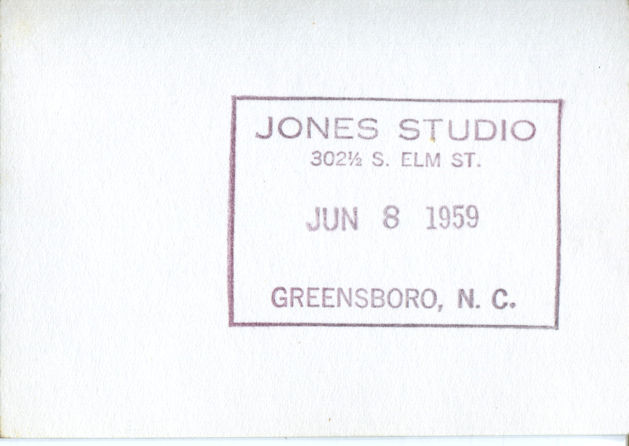 JONES STUDIO
302½ S. ELM ST.
JUN 8 1959
GREENSBORO, N. C.